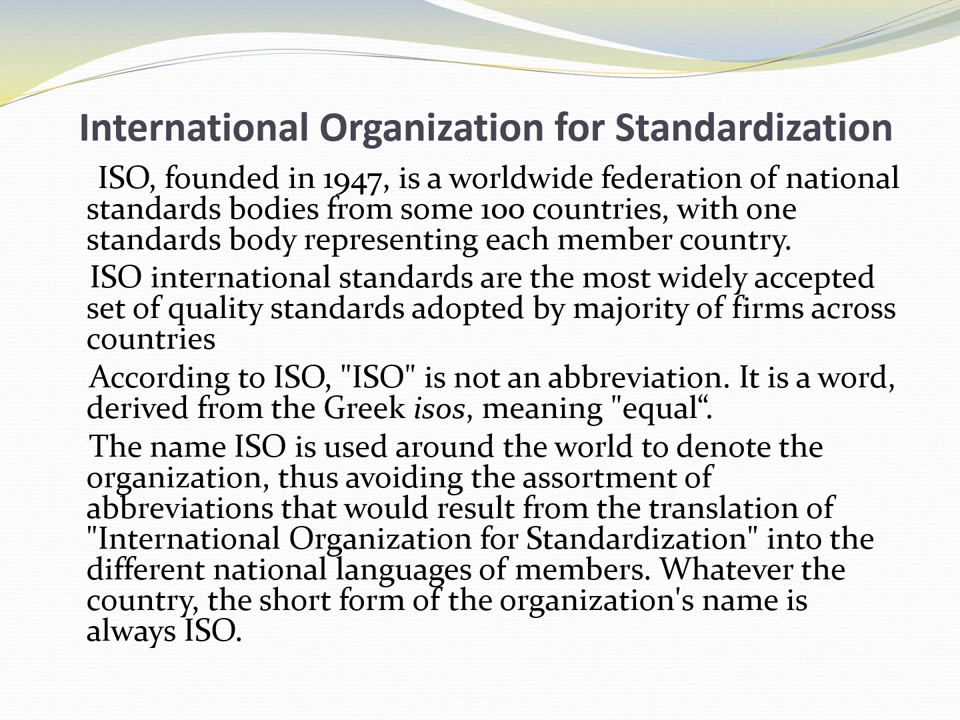 International Organization for Standardization
ISO, founded in 1947, is a worldwide federation of national
standards bodies from some 100 countries, with one
standards body representing each member country.
ISO international standards are the most widely accepted
set of quality standards adopted by majority of firms across
countries
According to ISO, "ISO" is not an abbreviation. It is a word,
derived from the Greek isos, meaning "equal“.
The name ISO is used around the world to denote the
organization, thus avoiding the assortment of
abbreviations that would result from the translation of
"International Organization for Standardization" into the
different national languages of members. Whatever the
country, the short form of the organization's name is
always ISO.